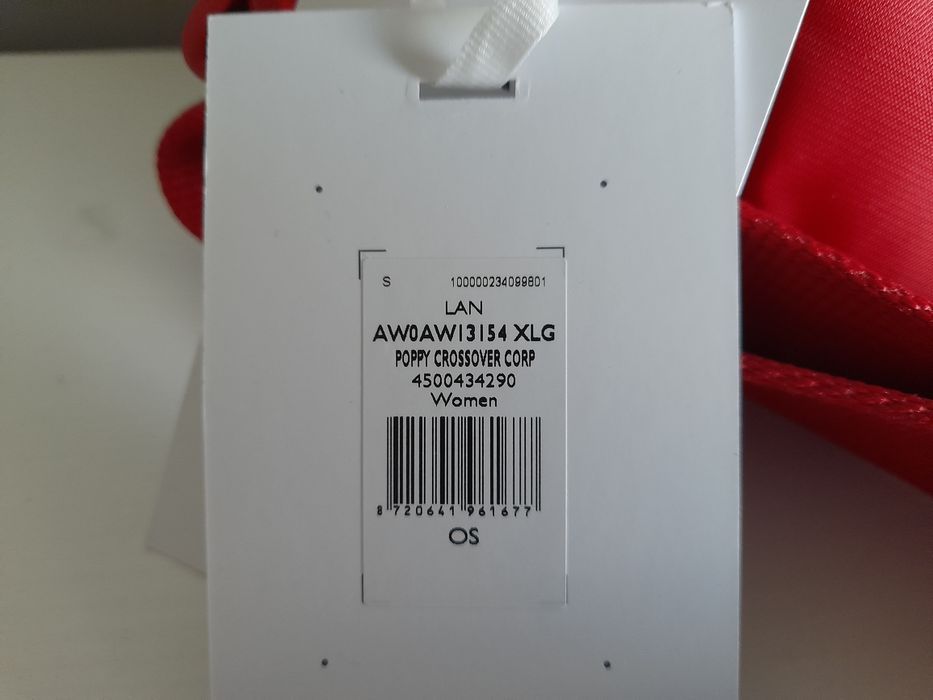 S 100000234099801
LAN
AW0AW13154 XLG
POPPY CROSSOVER CORP
4500434290
Women
8 720641 961677
OS